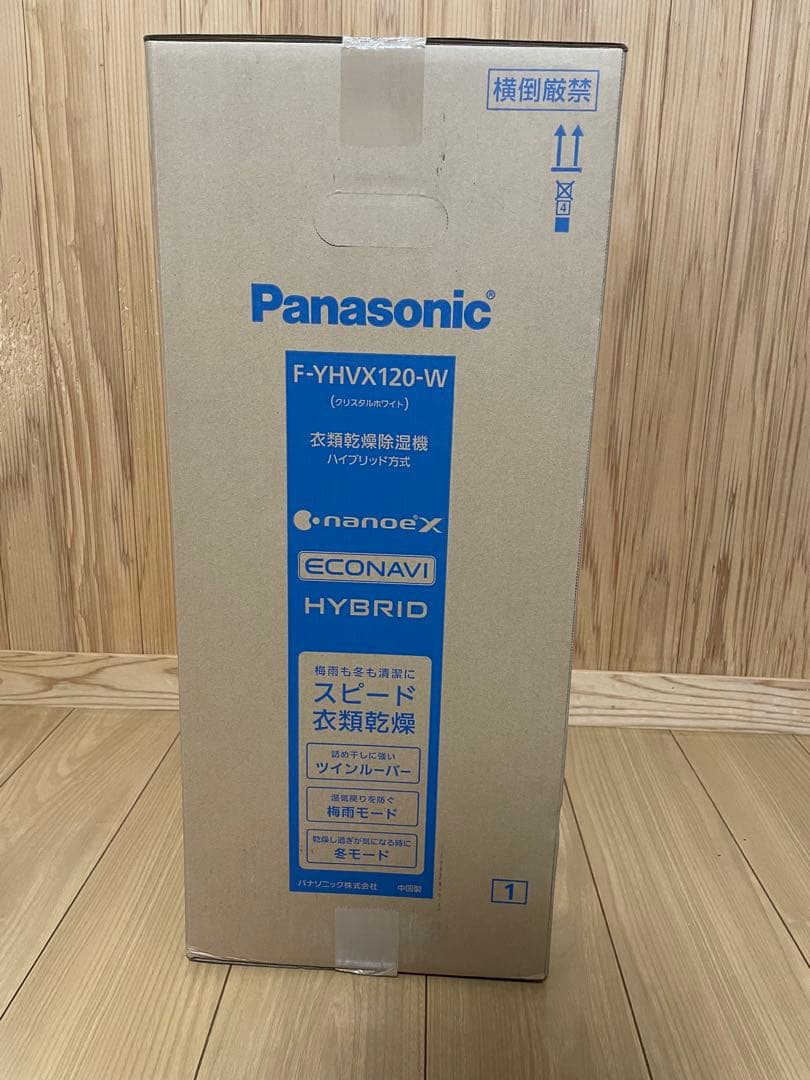 横倒厳禁
4
Panasonic®
F-YHVX120-W
(クリスタルホワイト)
衣類乾燥除湿機
ハイブリッド方式
nanoe™X
ECONAVI
HYBRID
梅雨も冬も清潔に
スピード
衣類乾燥
詰め干しに強い
ツインルーバー
湿気戻りを防ぐ
梅雨モード
乾燥し過ぎが気になる時に
冬モード
パナソニック株式会社 中国製
1